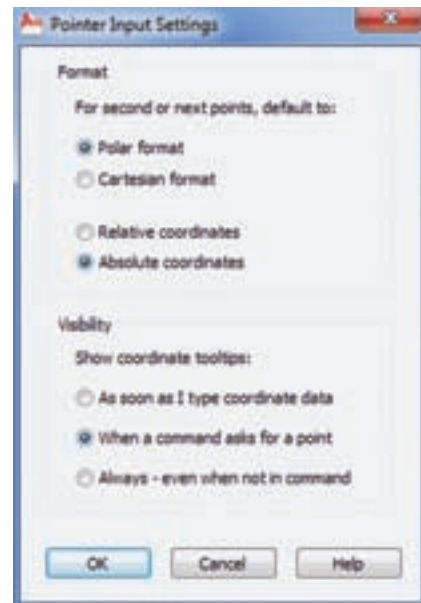 Pointer Input Settings
Format
For second or next points, default to:
Polar format
Cartesian format
Relative coordinates
Absolute coordinates
Visibility
Show coordinate tooltips:
As soon as I type coordinate data
When a command asks for a point
Always - even when not in command
OK
Cancel
Help